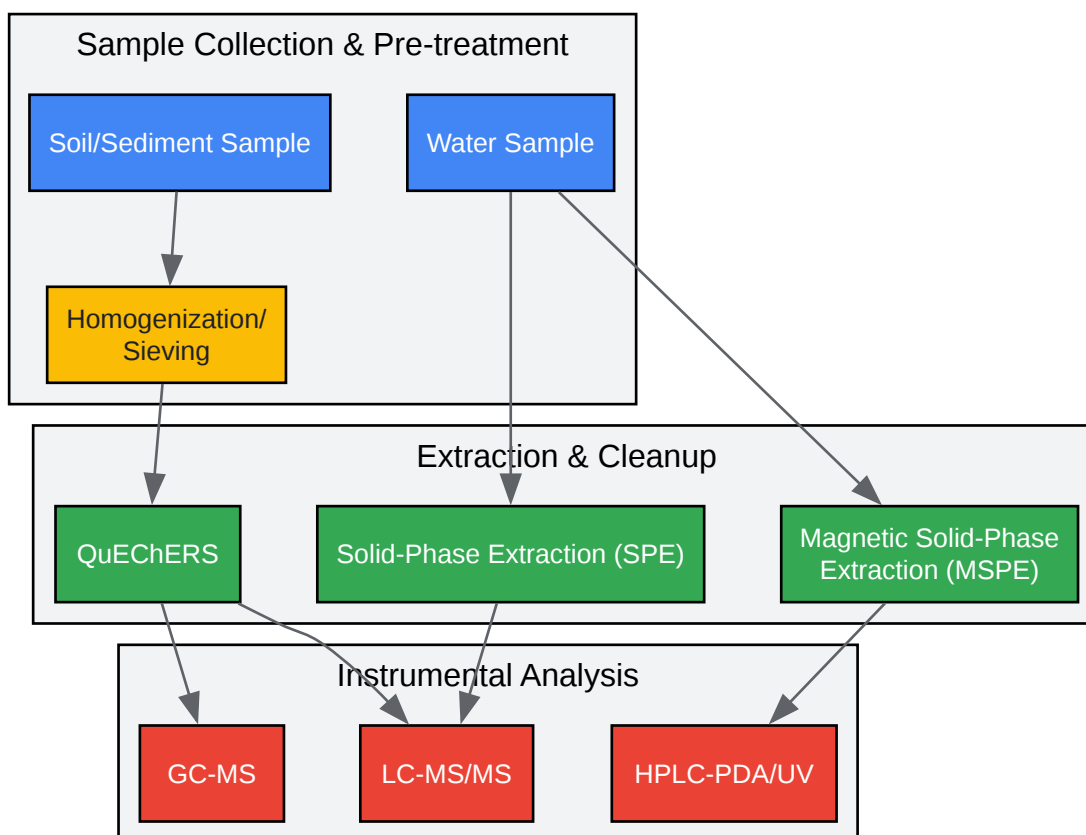 Sample Collection & Pre-treatment
Soil/Sediment Sample
Water Sample
Homogenization/
Sieving
Extraction & Cleanup
QuEChERS
Solid-Phase Extraction (SPE)
Magnetic Solid-Phase
Extraction (MSPE)
Instrumental Analysis
GC-MS
LC-MS/MS
HPLC-PDA/UV